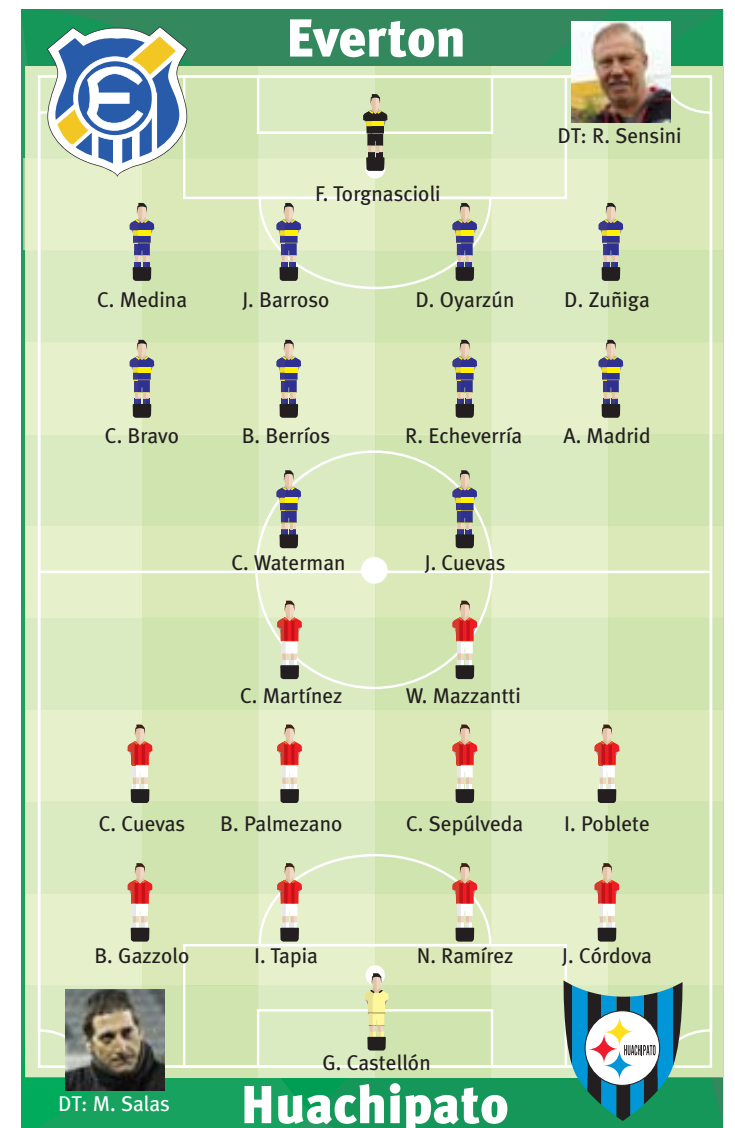 Everton
DT: R. Sensini
F. Torgnascioli
C. Medina J. Barroso D. Oyarzún D. Zuñiga
C. Bravo B. Berríos R. Echeverría A. Madrid
C. Waterman J. Cuevas
C. Martínez W. Mazzantti
C. Cuevas B. Palmezano C. Sepúlveda I. Poblete
B. Gazzolo I. Tapia N. Ramírez J. Córdova
G. Castellón
HUACHIPATO
DT: M. Salas
Huachipato